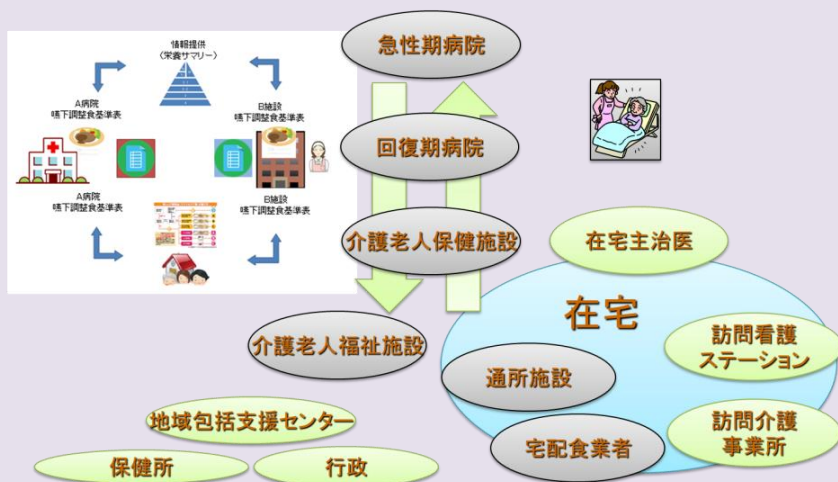 情報提供
（栄養サマリー）
A病院
嚥下調整食基準表
B施設
嚥下調整食基準表
A病院
嚥下調整食基準表
B施設
嚥下調整食基準表
急性期病院
回復期病院
介護老人保健施設
介護老人福祉施設
在宅主治医
在宅
訪問看護
ステーション
通所施設
宅配食業者
訪問介護
事業所
地域包括支援センター
保健所
行政